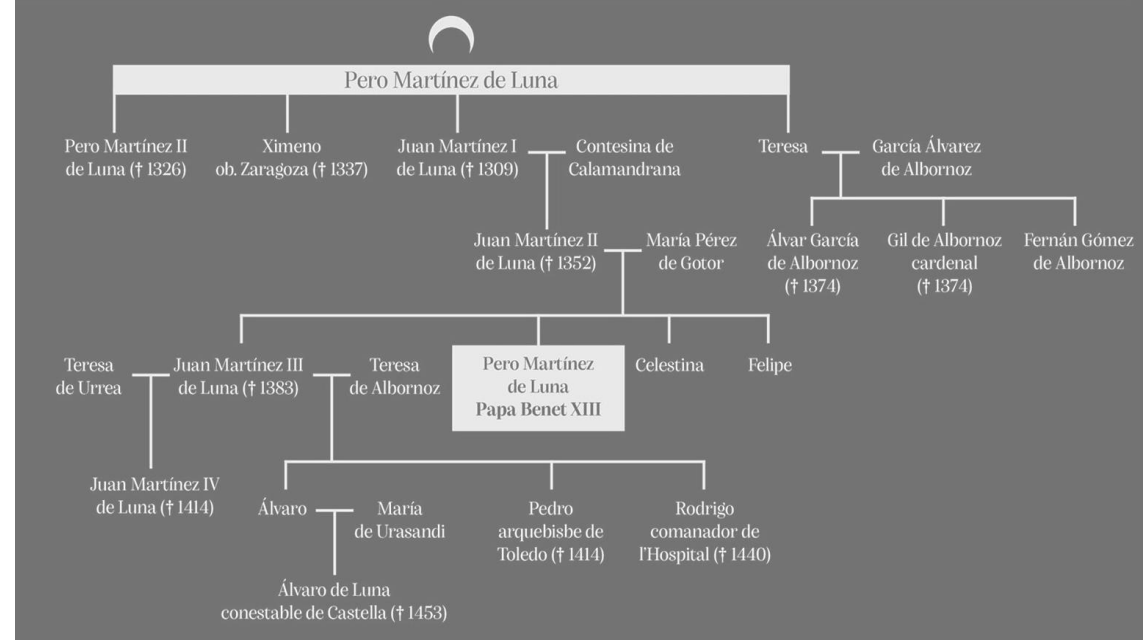 Pero Martínez de Luna
Pero Martínez II
de Luna († 1326)
Ximeno
ob. Zaragoza († 1337)
Juan Martínez I
de Luna († 1309)
Contesina de
Calamandrana
Teresa
García Álvarez
de Albornoz
Juan Martínez II
de Luna († 1352)
María Pérez
de Gotor
Álvar García
de Albornoz
(† 1374)
Gil de Albornoz
cardenal
(† 1374)
Fernán Gómez
de Albornoz
Teresa
de Urrea
Juan Martínez III
de Luna († 1383)
Teresa
de Albornoz
Pero Martínez
de Luna
Papa Benet XIII
Celestina
Felipe
Juan Martínez IV
de Luna († 1414)
Álvaro
María
de Urasandi
Pedro
arquebisbe de
Toledo († 1414)
Rodrigo
comanador de
l'Hospital († 1440)
Álvaro de Luna
conestable de Castella († 1453)